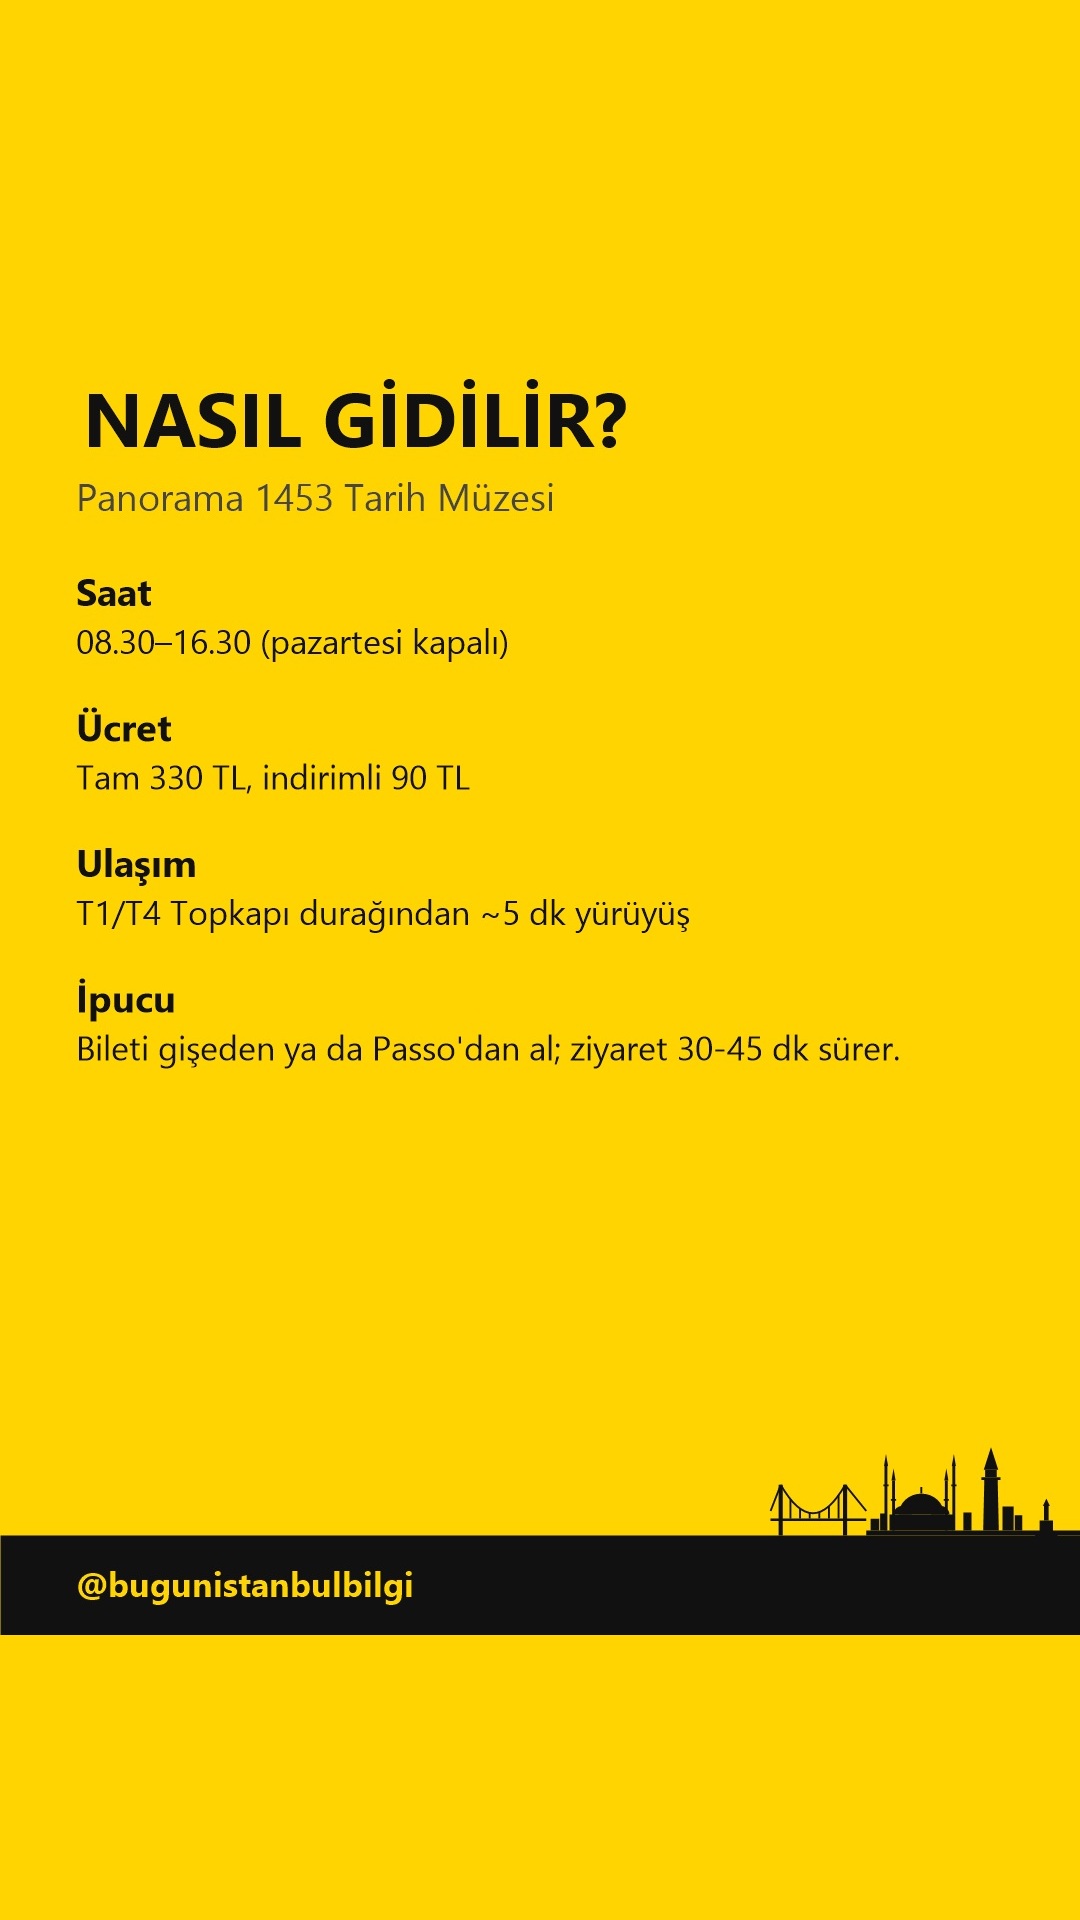 NASIL GİDİLİR?
Panorama 1453 Tarih Müzesi
Saat
08.30–16.30 (pazartesi kapalı)
Ücret
Tam 330 TL, indirimli 90 TL
Ulaşım
T1/T4 Topkapı durağından ~5 dk yürüyüş
İpucu
Bileti gişeden ya da Passo'dan al; ziyaret 30-45 dk sürer.
@bugunistanbulbilgi